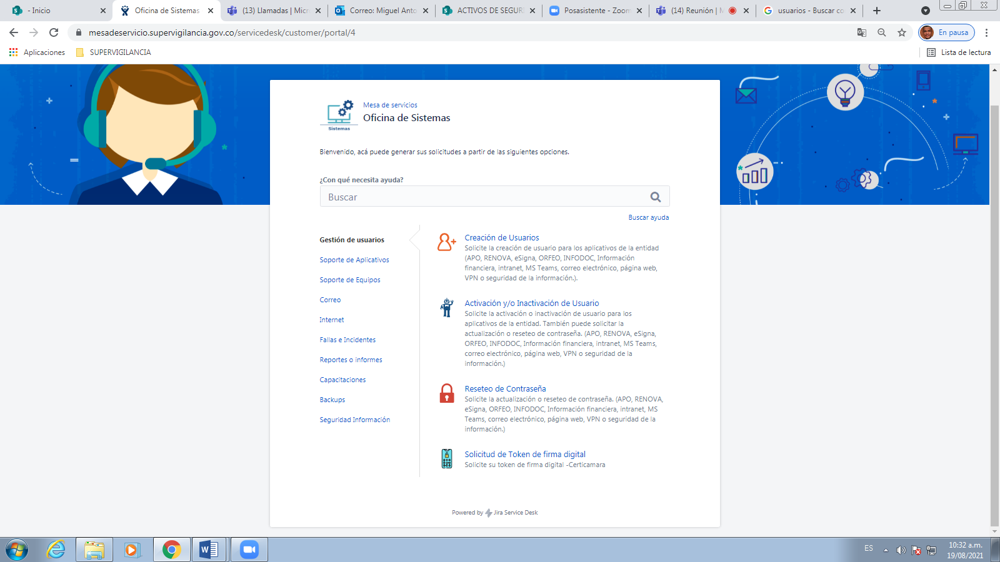 - Inicio
Oficina de Sistemas
(13) Llamadas | Micr
Correo: Miguel Anto
ACTIVOS DE SEGURI
Posasistente - Zoom
(14) Reunión | M
usuarios - Buscar co
mesadeservicio.supervigilancia.gov.co/servicedesk/customer/portal/4
En pausa
Aplicaciones
SUPERVIGILANCIA
Lista de lectura
Sistemas
Mesa de servicios
Oficina de Sistemas
Bienvenido, acá puede generar sus solicitudes a partir de las siguientes opciones.
¿Con qué necesita ayuda?
Buscar
Buscar ayuda
Gestión de usuarios
Soporte de Aplicativos
Soporte de Equipos
Correo
Internet
Fallas e Incidentes
Reportes o informes
Capacitaciones
Backups
Seguridad Información
Creación de Usuarios
Solicite la creación de usuario para los aplicativos de la entidad
(APO, RENOVA, eSigna, ORFEO, INFODOC, Información
financiera, intranet, MS Teams, correo electrónico, página web,
VPN o seguridad de la información.).
Activación y/o Inactivación de Usuario
Solicite la activación o inactivación de usuario para los
aplicativos de la entidad. También puede solicitar la
actualización o reseteo de contraseña. (APO, RENOVA, eSigna,
ORFEO, INFODOC, Información financiera, intranet, MS Teams,
correo electrónico, página web, VPN o seguridad de la
información.)
Reseteo de Contraseña
Solicite la actualización o reseteo de contraseña. (APO, RENOVA,
eSigna, ORFEO, INFODOC, Información financiera, intranet, MS
Teams, correo electrónico, página web, VPN o seguridad de la
información.)
Solicitud de Token de firma digital
Solicite su token de firma digital -Certicamara
Powered by Jira Service Desk
ES
10:32 a.m.
19/08/2021